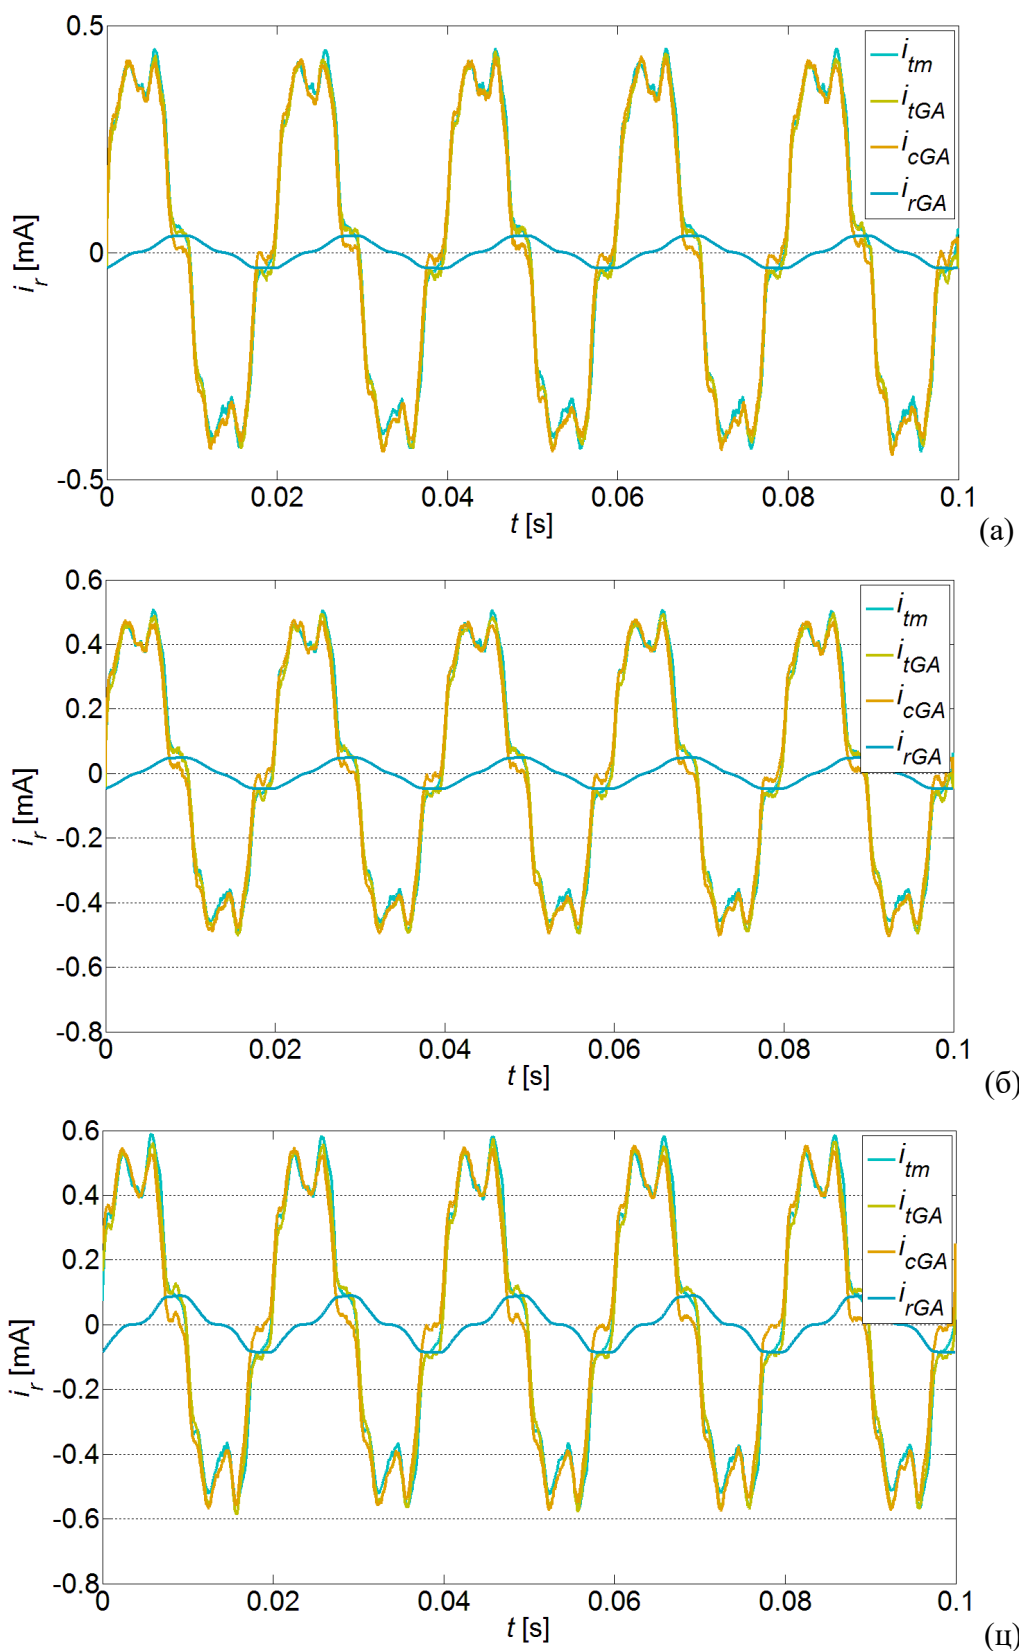 0.5
i_tm
i_tGA
i_cGA
i_rGA
i_r [mA]
0
-0.5
0 0.02 0.04 0.06 0.08 0.1
t [s]
(а)
0.6
i_tm
0.4
i_tGA
0.2
i_cGA
i_rGA
0
i_r [mA]
-0.2
-0.4
-0.6
-0.8
0 0.02 0.04 0.06 0.08 0.1
t [s]
(б)
0.6
i_tm
0.4
i_tGA
0.2
i_cGA
i_rGA
0
i_r [mA]
-0.2
-0.4
-0.6
-0.8
0 0.02 0.04 0.06 0.08 0.1
t [s]
(ц)